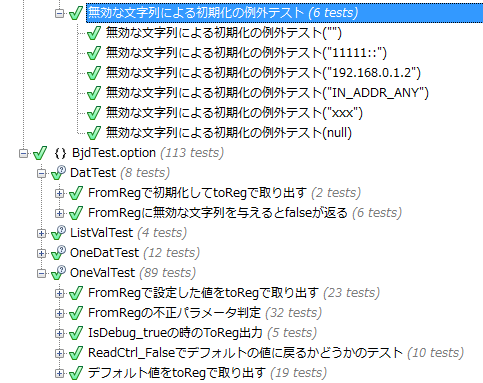 無効な文字列による初期化の例外テスト (6 tests)
無効な文字列による初期化の例外テスト("")
無効な文字列による初期化の例外テスト("11111::")
無効な文字列による初期化の例外テスト("192.168.0.1.2")
無効な文字列による初期化の例外テスト("IN_ADDR_ANY")
無効な文字列による初期化の例外テスト("xxx")
無効な文字列による初期化の例外テスト(null)
{} BjdTest.option (113 tests)
DatTest (8 tests)
FromRegで初期化してtoRegで取り出す (2 tests)
FromRegに無効な文字列を与えるとfalseが返る (6 tests)
ListValTest (4 tests)
OneDatTest (12 tests)
OneValTest (89 tests)
FromRegで設定した値をtoRegで取り出す (23 tests)
FromRegの不正パラメータ判定 (32 tests)
IsDebug_trueの時のToReg出力 (5 tests)
ReadCtrl_Falseでデフォルトの値に戻るかどうかのテスト (10 tests)
デフォルト値をtoRegで取り出す (19 tests)